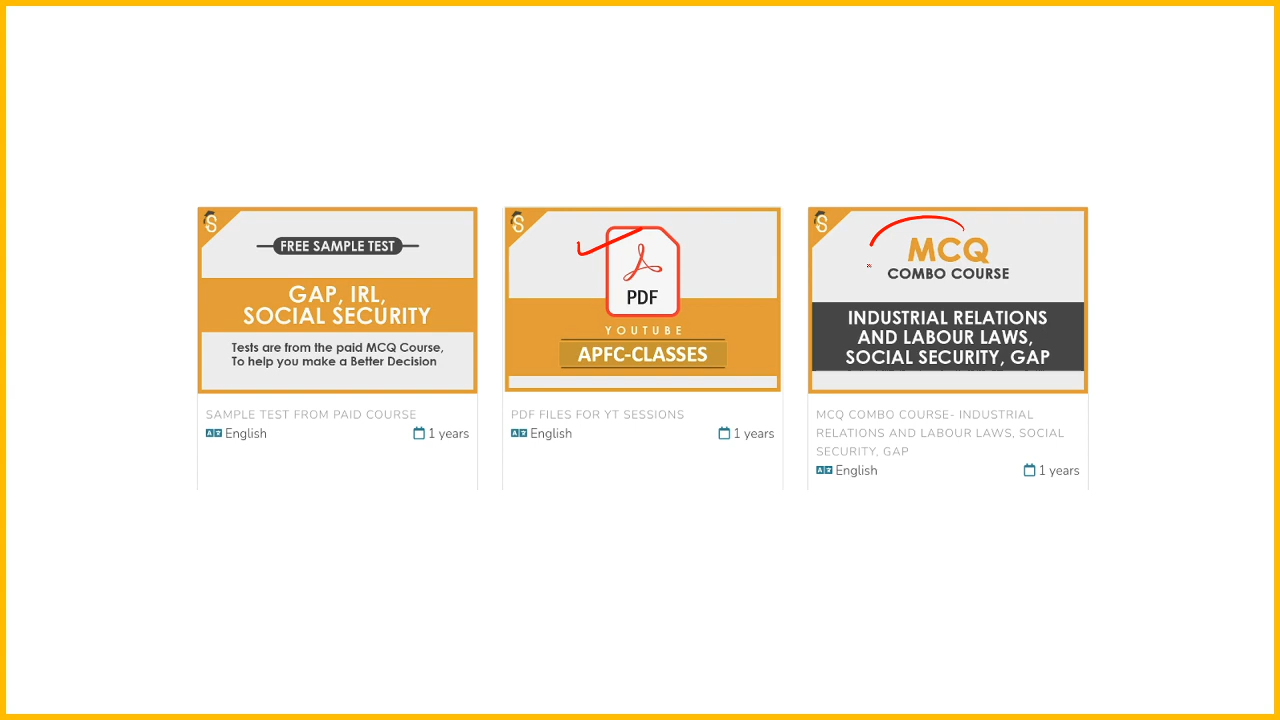 S
FREE SAMPLE TEST
GAP, IRL,
SOCIAL SECURITY
Tests are from the paid MCQ Course,
To help you make a Better Decision
SAMPLE TEST FROM PAID COURSE
English
1 years
S
PDF
YOUTUBE
APFC-CLASSES
PDF FILES FOR YT SESSIONS
English
1 years
S
MCQ
COMBO COURSE
INDUSTRIAL RELATIONS
AND LABOUR LAWS,
SOCIAL SECURITY, GAP
MCQ COMBO COURSE- INDUSTRIAL
RELATIONS AND LABOUR LAWS, SOCIAL
SECURITY, GAP
English
1 years